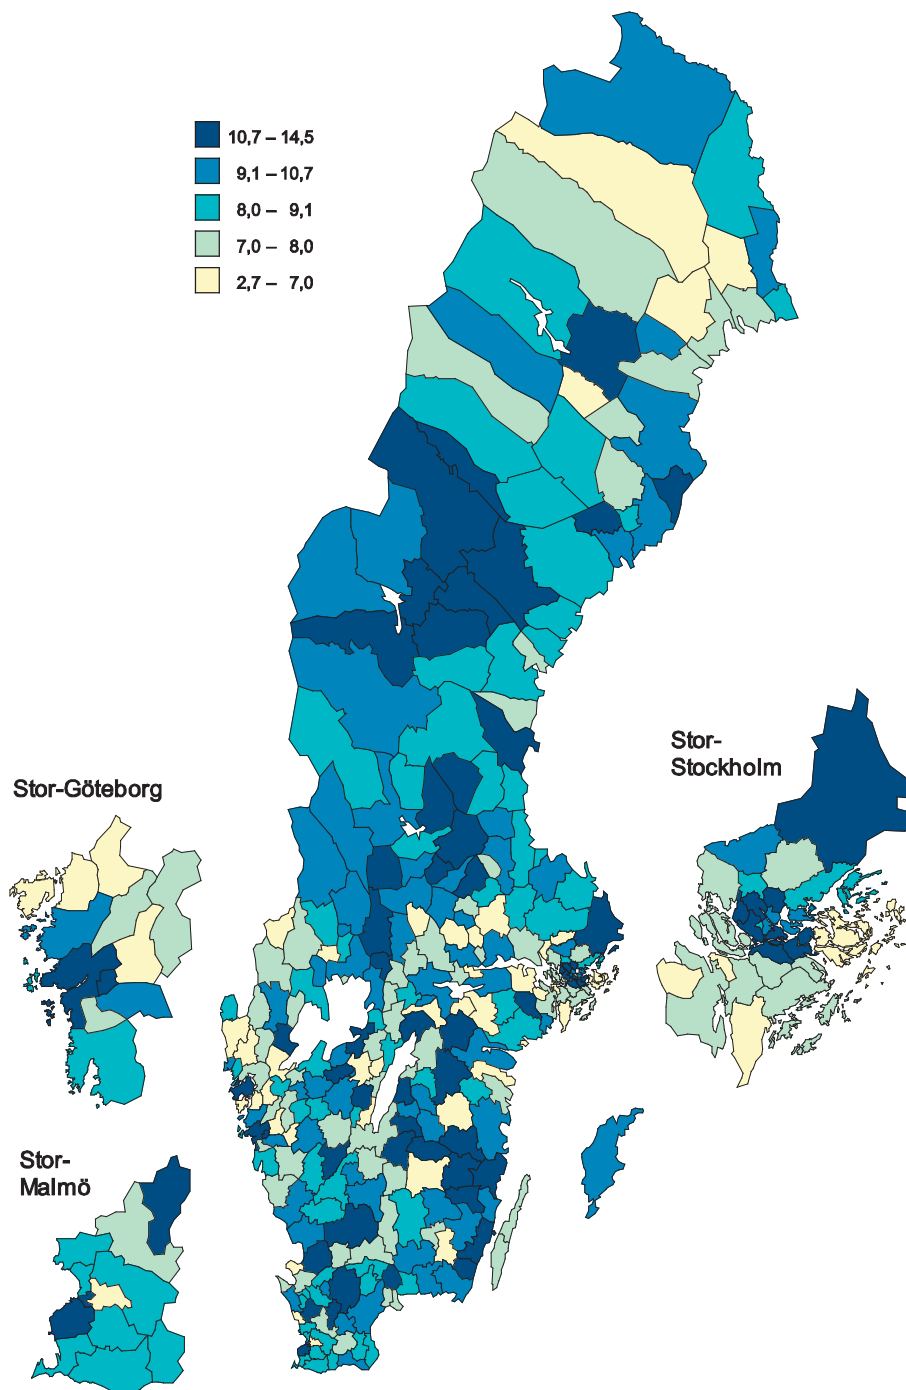 10,7 – 14,5
9,1 – 10,7
8,0 – 9,1
7,0 – 8,0
2,7 – 7,0
Stor-
Stockholm
Stor-Göteborg
Stor-
Malmö